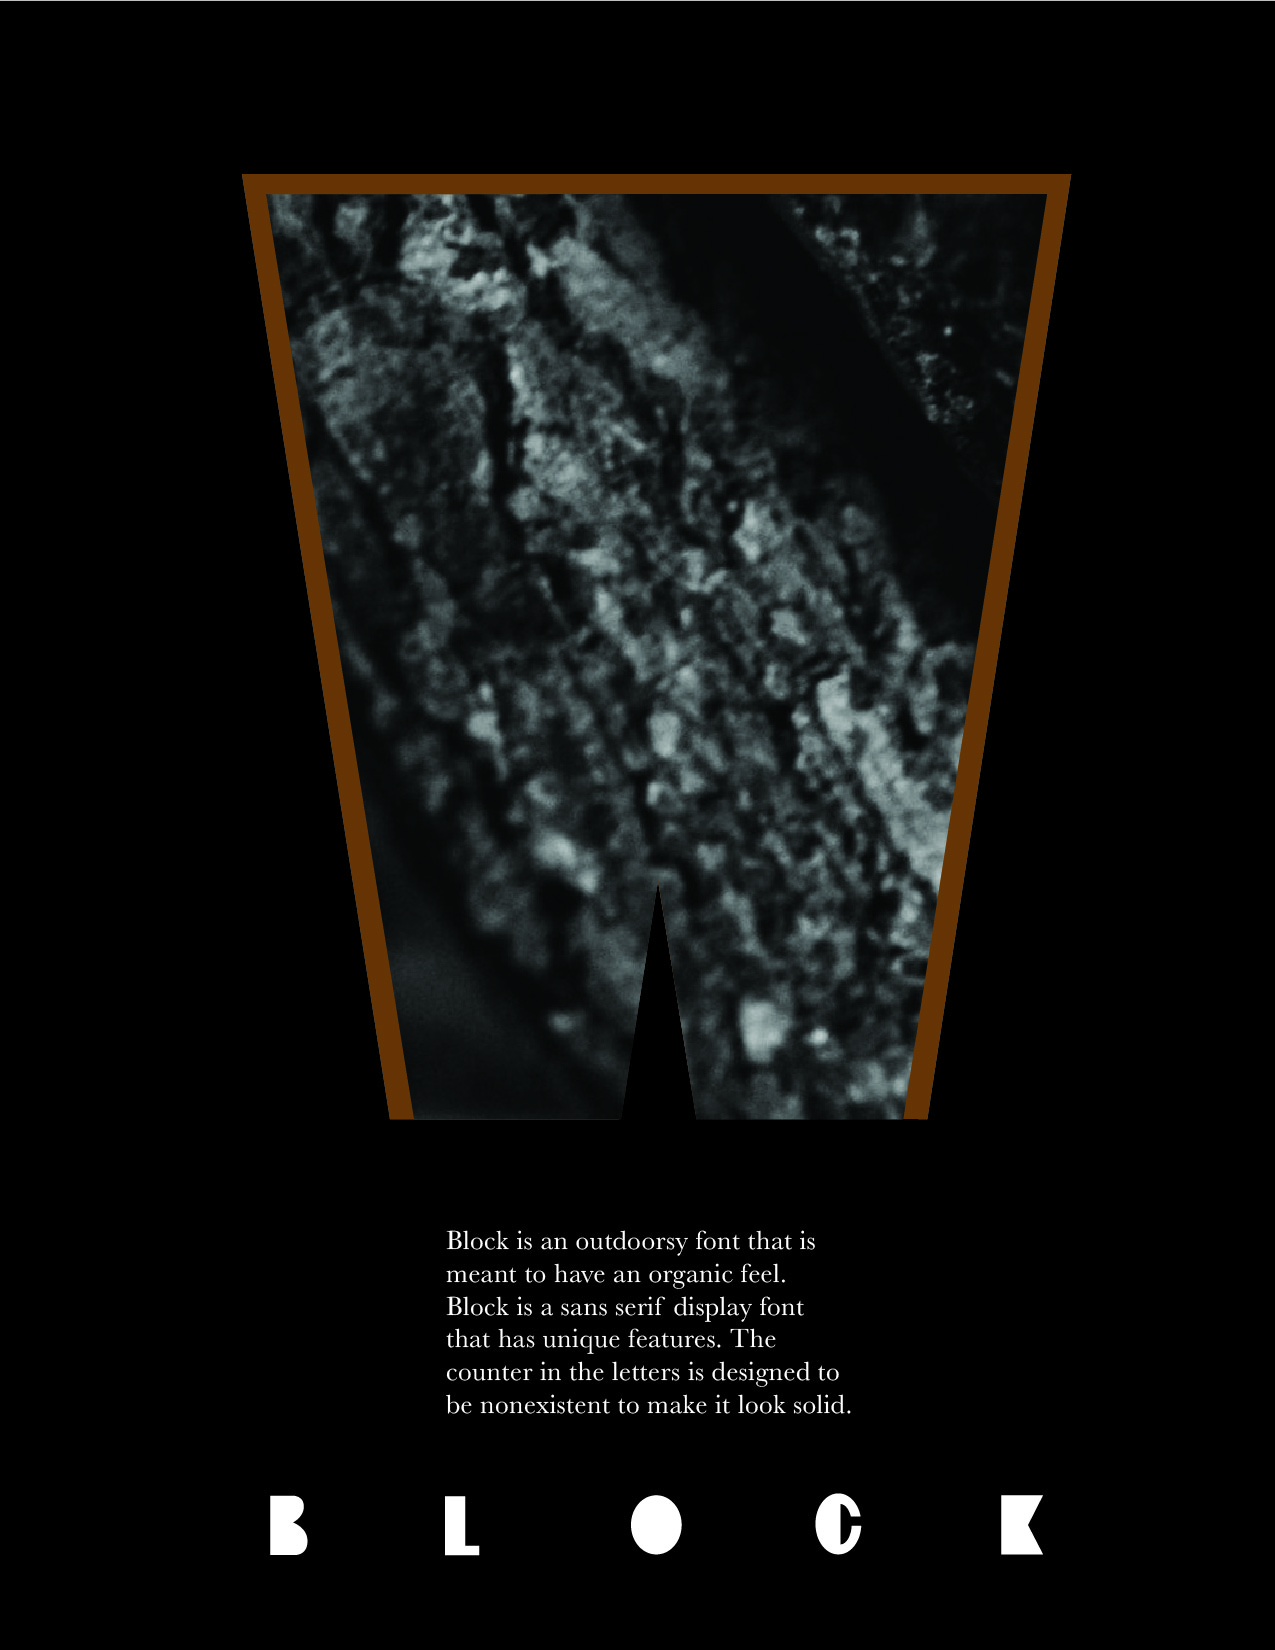 Block is an outdoorsy font that is
meant to have an organic feel.
Block is a sans serif display font
that has unique features. The
counter in the letters is designed to
be nonexistent to make it look solid.
B L O C K